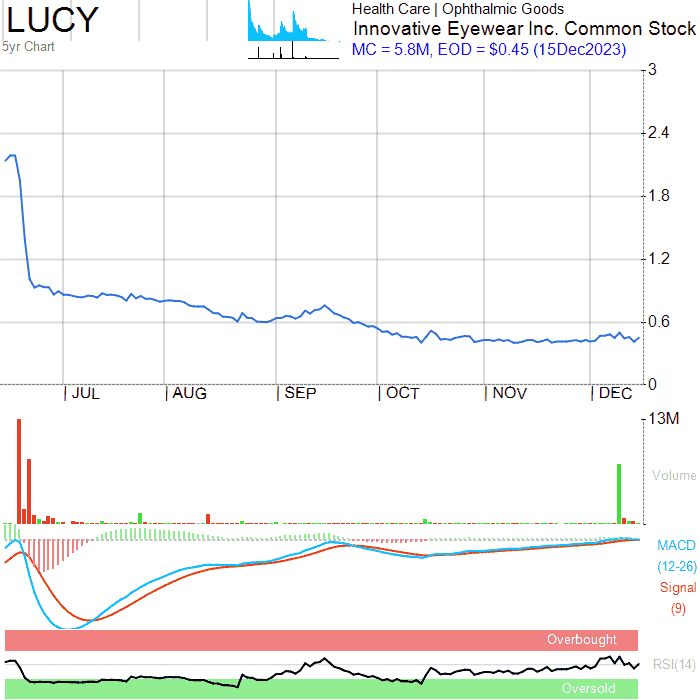 LUCY
5yr Chart
Health Care | Ophthalmic Goods
Innovative Eyewear Inc. Common Stock
MC = 5.8M, EOD = $0.45 (15Dec2023)
3
2.4
1.8
1.2
0.6
0
JUL AUG SEP OCT NOV DEC
13M
Volume
MACD
(12-26)
Signal
(9)
Overbought
RSI(14)
Oversold